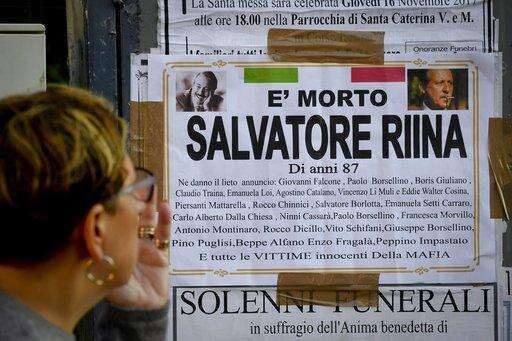 La Santa messa sarà celebrata Giovedì 16 Novembre 2017
alle ore 18.00 nella Parrocchia di Santa Caterina V. e M.
I familiari tutti
Onoranze Funebri
E' MORTO
SALVATORE RIINA
Di anni 87
Ne danno il lieto annuncio: Giovanni Falcone , Paolo Borsellino , Boris Giuliano ,
Claudio Traina, Emanuela Loi, Agostino Catalano, Vincenzo Li Muli e Eddie Walter Cosina,
Piersanti Mattarella , Rocco Chinnici , Salvatore Borlotta, Emanuela Setti Carraro,
Carlo Alberto Dalla Chiesa , Ninni Cassarà,Paolo Borsellino , Francesca Morvillo,
Antonio Montinaro, Rocco Dicillo, Vito Schifani,Giuseppe Borsellino,
Pino Puglisi,Beppe Alfano Enzo Fragalà,Peppino Impastato
E tutte le VITTIME innocenti Della MAFIA
SOLENNI FUNERALI
in suffragio dell'Anima benedetta di